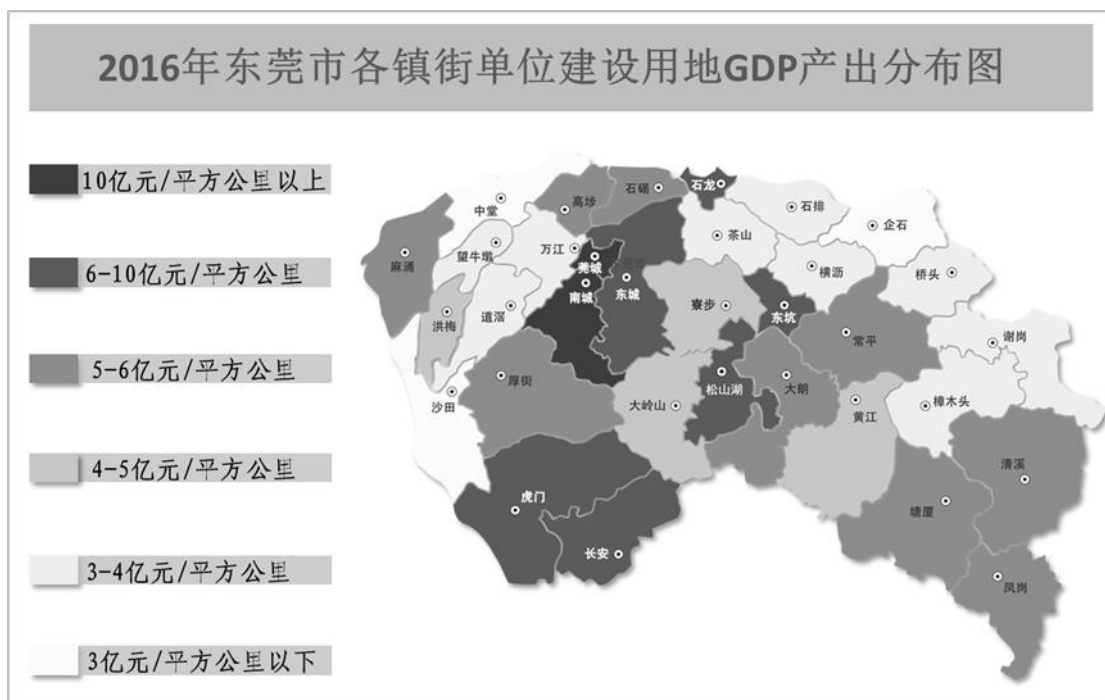 2016年东莞市各镇街单位建设用地GDP产出分布图
10亿元/平方公里以上
6-10亿元/平方公里
5-6亿元/平方公里
4-5亿元/平方公里
3-4亿元/平方公里
3亿元/平方公里以下
中堂
高埗
石碣
石龙
石排
企石
麻涌
望牛墩
万江
莞城
茶山
横沥
桥头
南城
东城
洪梅
道滘
寮步
东坑
常平
谢岗
沙田
厚街
大岭山
松山湖
大朗
黄江
樟木头
清溪
虎门
塘厦
长安
凤岗